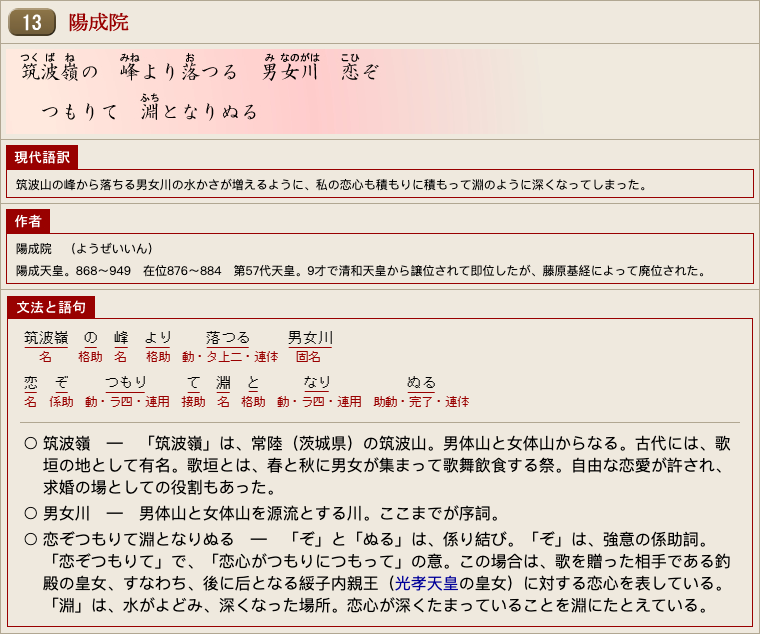 13 陽成院
つくばね みね お み なのがは こひ
筑波嶺の 峰より落つる 男女川 恋ぞ
ふち
つもりて 淵となりぬる
現代語訳
筑波山の峰から落ちる男女川の水かさが増えるように、私の恋心も積もりに積もって淵のように深くなってしまった。
作者
陽成院 （ようぜいいん）
陽成天皇。868～949 在位876～884 第57代天皇。9才で清和天皇から譲位されて即位したが、藤原基経によって廃位された。
文法と語句
筑波嶺 の 峰 より 落つる 男女川
名 格助 名 格助 動・タ上二・連体 固名
恋 ぞ つもり て 淵 と なり ぬる
名 係助 動・ラ四・連用 接助 名 格助 動・ラ四・連用 助動・完了・連体
○ 筑波嶺 ― 「筑波嶺」は、常陸（茨城県）の筑波山。男体山と女体山からなる。古代には、歌
垣の地として有名。歌垣とは、春と秋に男女が集まって歌舞飲食する祭。自由な恋愛が許され、
求婚の場としての役割もあった。
○ 男女川 ― 男体山と女体山を源流とする川。ここまでが序詞。
○ 恋ぞつもりて淵となりぬる ― 「ぞ」と「ぬる」は、係り結び。「ぞ」は、強意の係助詞。
「恋ぞつもりて」で、「恋心がつもりにつもって」の意。この場合は、歌を贈った相手である釣
殿の皇女、すなわち、後に后となる綏子内親王（光孝天皇の皇女）に対する恋心を表している。
「淵」は、水がよどみ、深くなった場所。恋心が深くたまっていることを淵にたとえている。